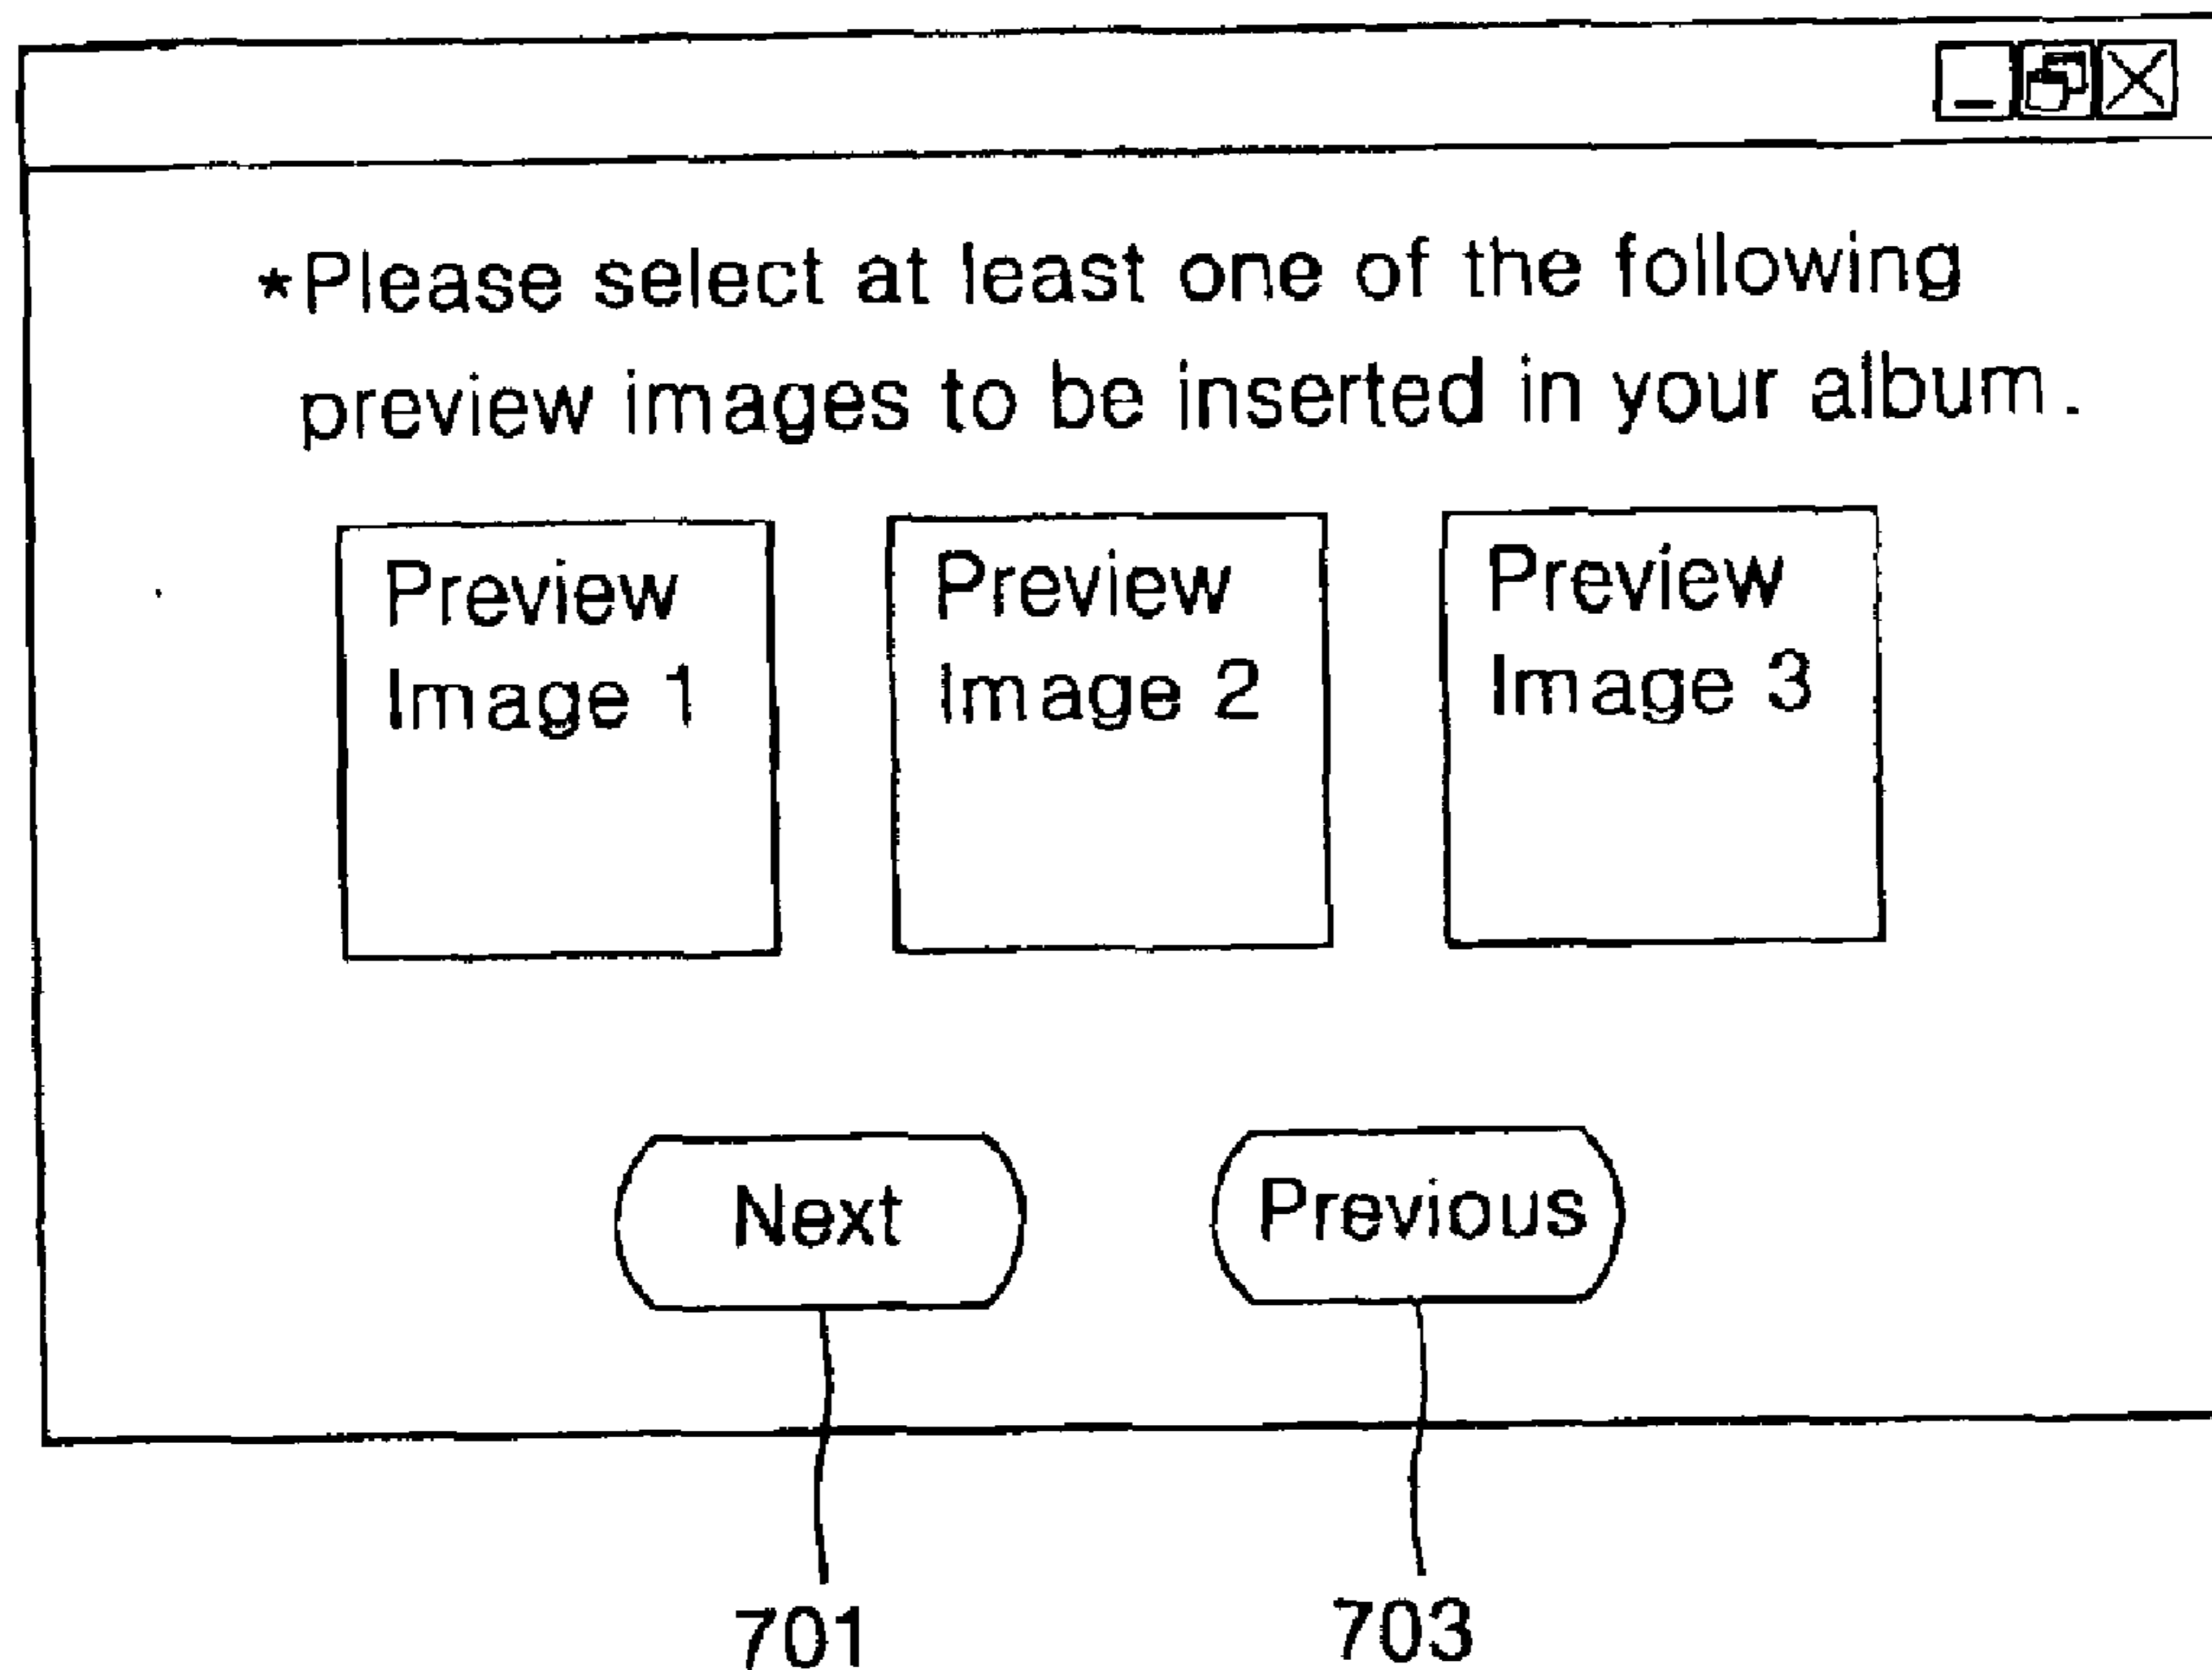 *Please select at least one of the following
preview images to be inserted in your album.
Preview
Image 1
Preview
Image 2
Preview
Image 3
Next
Previous
701
703